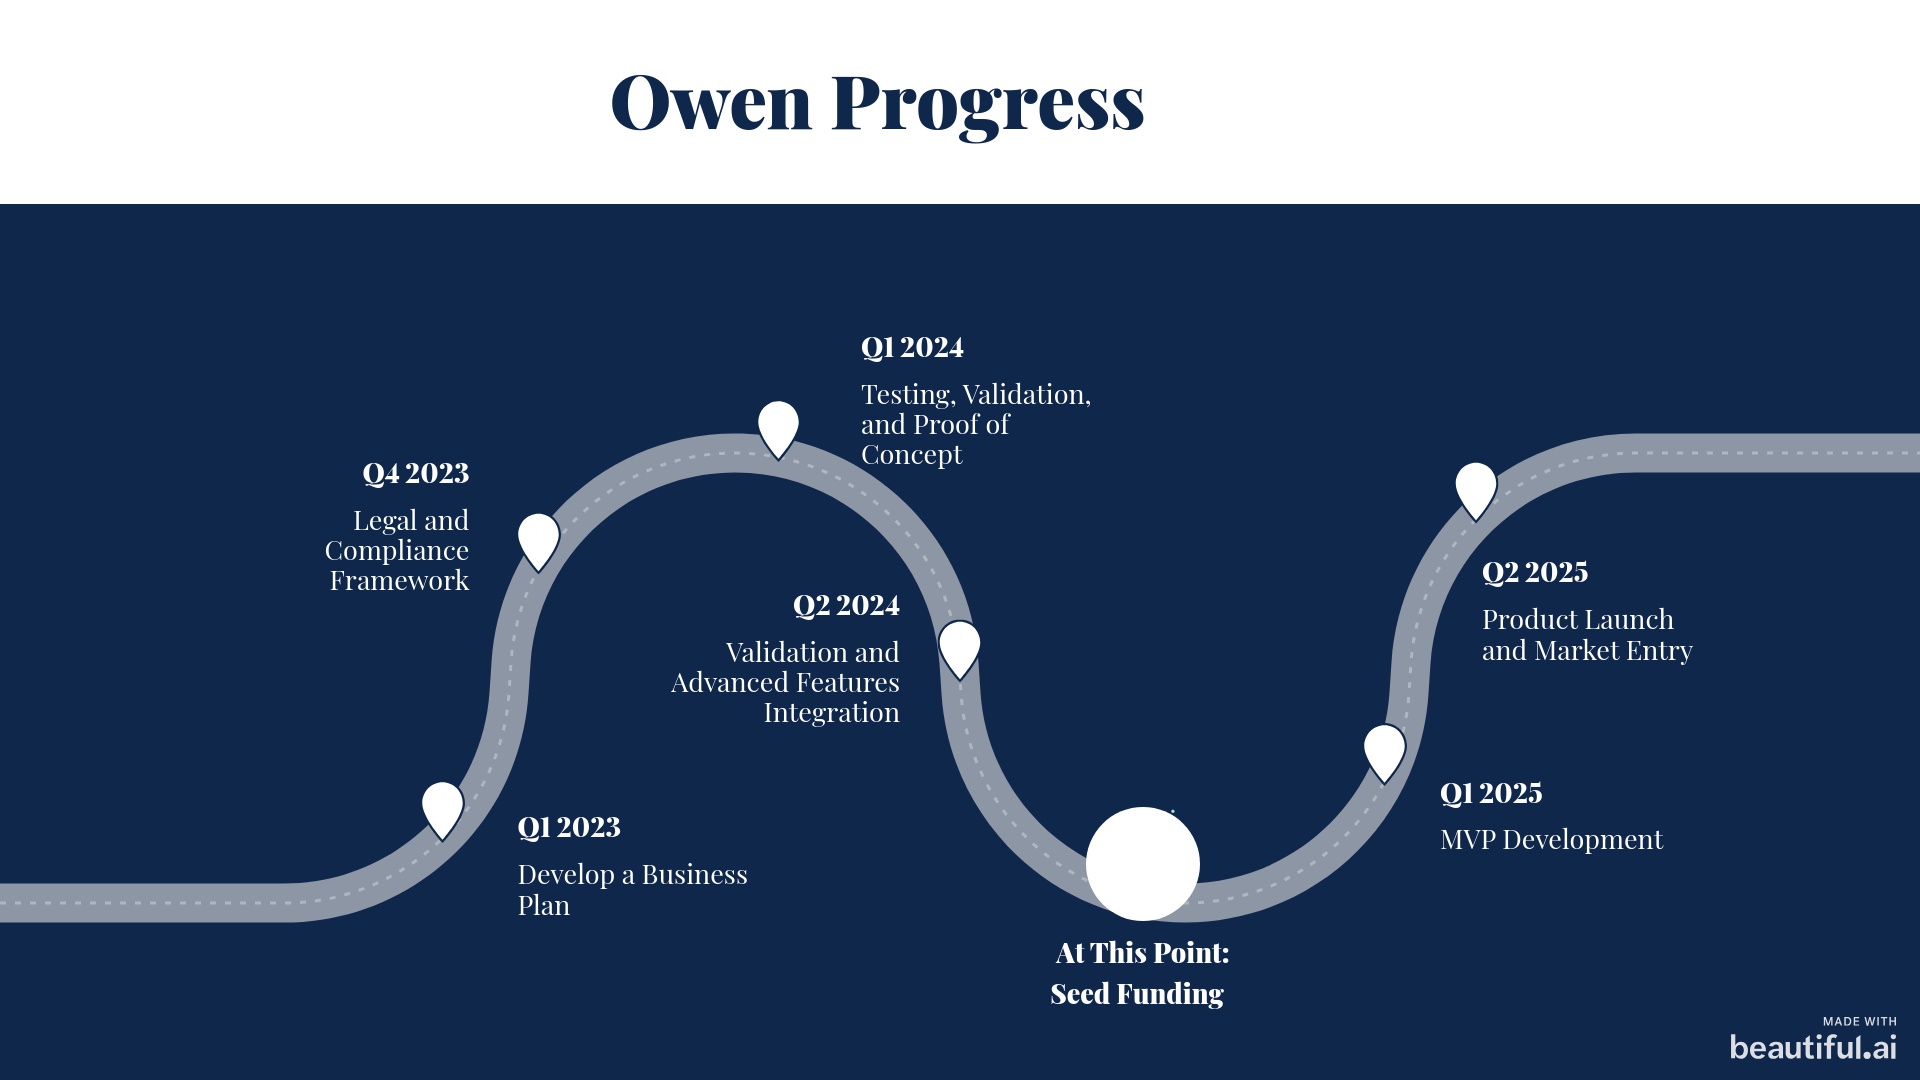 Owen Progress
Q1 2023
Develop a Business
Plan
Q4 2023
Legal and
Compliance
Framework
Q1 2024
Testing, Validation,
and Proof of
Concept
Q2 2024
Validation and
Advanced Features
Integration
At This Point:
Seed Funding
Q1 2025
MVP Development
Q2 2025
Product Launch
and Market Entry
MADE WITH
beautiful.ai